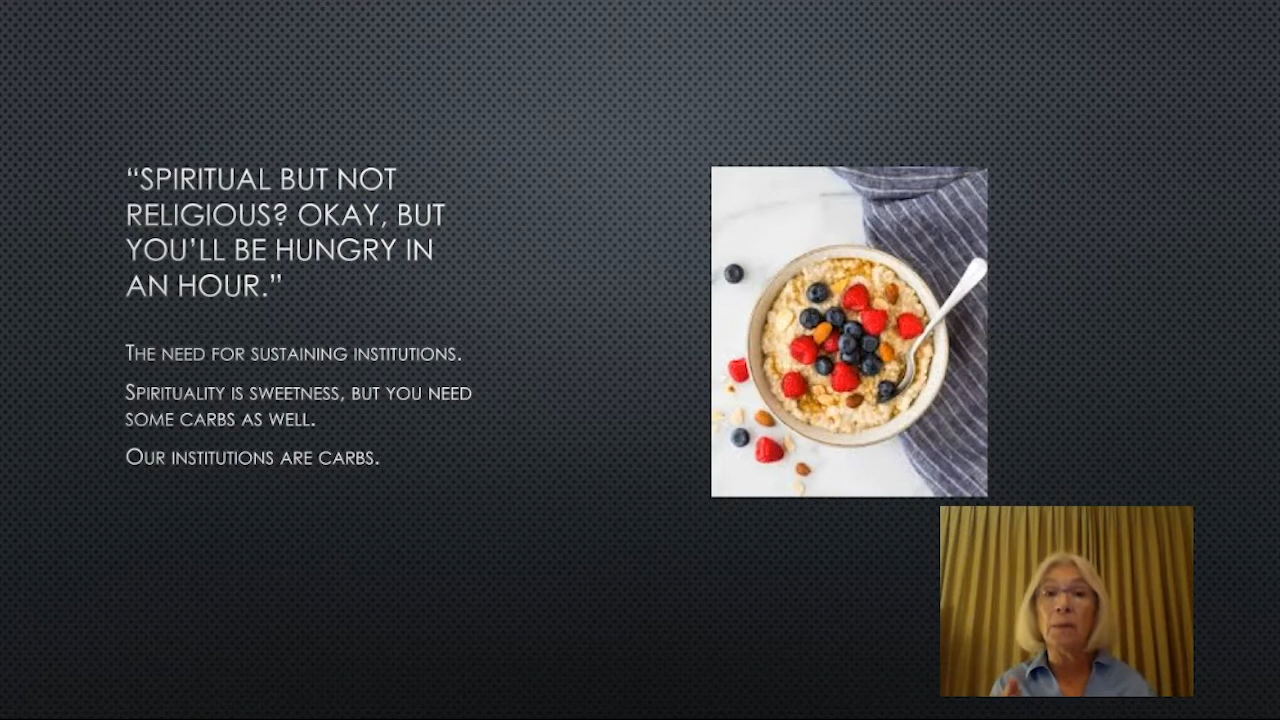 “SPIRITUAL BUT NOT
RELIGIOUS? OKAY, BUT
YOU’LL BE HUNGRY IN
AN HOUR.”
THE NEED FOR SUSTAINING INSTITUTIONS.
SPIRITUALITY IS SWEETNESS, BUT YOU NEED
SOME CARBS AS WELL.
OUR INSTITUTIONS ARE CARBS.